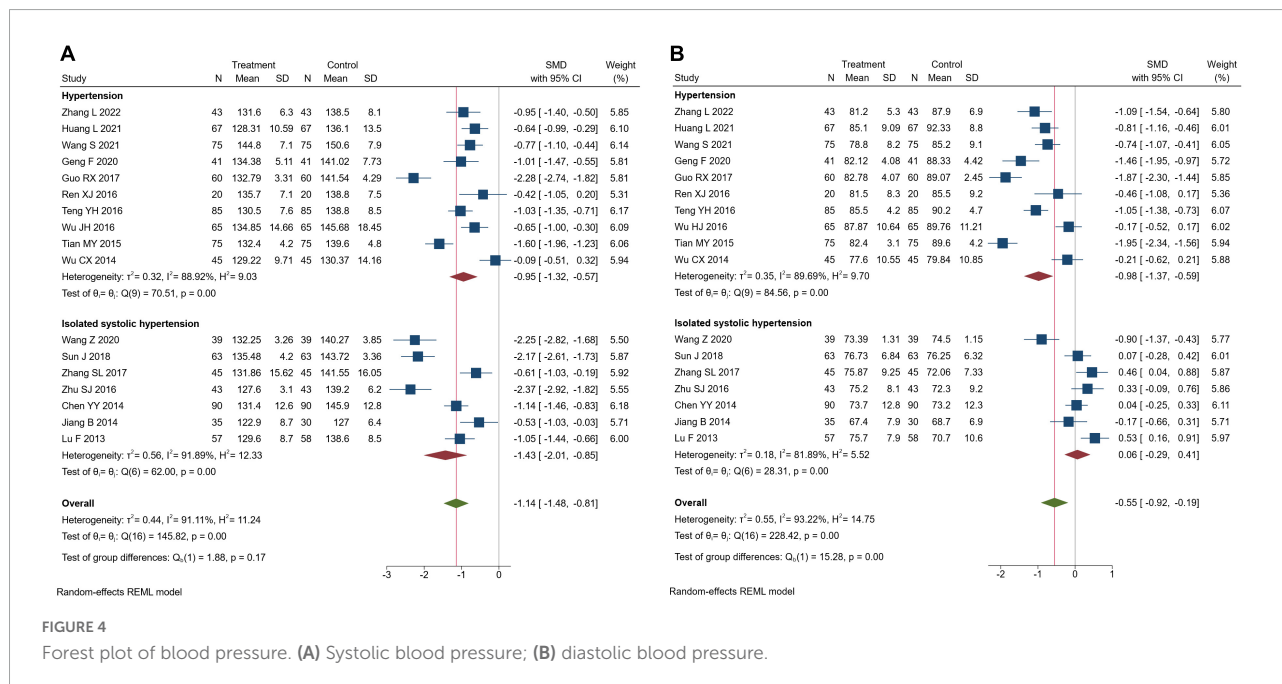 A
Treatment Control SMD Weight
Study N Mean SD N Mean SD with 95% CI (%)
Hypertension
Zhang L 2022 43 131.6 6.3 43 138.5 8.1 -0.95 [ -1.40, -0.50] 5.85
Huang L 2021 67 128.31 10.59 67 136.1 13.5 -0.64 [ -0.99, -0.29] 6.10
Wang S 2021 75 144.8 7.1 75 150.6 7.9 -0.77 [ -1.10, -0.44] 6.14
Geng F 2020 41 134.38 5.11 41 141.02 7.73 -1.01 [ -1.47, -0.55] 5.81
Guo RX 2017 60 132.79 3.31 60 141.54 4.29 -2.28 [ -2.74, -1.82] 5.81
Ren XJ 2016 20 135.7 7.1 20 138.8 7.5 -0.42 [ -1.05, 0.20] 5.31
Teng YH 2016 85 130.5 7.6 85 138.8 8.5 -1.03 [ -1.35, -0.71] 6.17
Wu JH 2016 65 134.85 14.66 65 145.68 18.45 -0.65 [ -1.00, -0.30] 6.09
Tian MY 2015 75 132.4 4.2 75 139.6 4.8 -1.60 [ -1.96, -1.23] 6.06
Wu CX 2014 45 129.22 9.71 45 130.37 14.16 -0.09 [ -0.51, 0.32] 5.94
Heterogeneity: τ²= 0.32, I²= 88.92%, H²= 9.03 -0.95 [ -1.32, -0.57]
Test of θᵢ= θⱼ: Q(9) = 70.51, p = 0.00
Isolated systolic hypertension
Wang Z 2020 39 132.25 3.26 39 140.27 3.85 -2.25 [ -2.82, -1.68] 5.50
Sun J 2018 63 135.48 4.2 63 143.72 3.36 -2.17 [ -2.61, -1.73] 5.87
Zhang SL 2017 45 131.86 15.62 45 141.55 16.05 -0.61 [ -1.03, -0.19] 5.92
Zhu SJ 2016 43 127.6 3.1 43 139.2 6.2 -2.37 [ -2.92, -1.82] 5.55
Chen YY 2014 90 131.4 12.6 90 145.9 12.8 -1.14 [ -1.46, -0.83] 6.18
Jiang B 2014 35 122.9 8.7 30 127 6.4 -0.53 [ -1.03, -0.03] 5.71
Lu F 2013 57 129.6 8.7 58 138.6 8.5 -1.05 [ -1.44, -0.66] 6.00
Heterogeneity: τ²= 0.56, I²= 91.89%, H²= 12.33 -1.43 [ -2.01, -0.85]
Test of θᵢ= θⱼ: Q(6) = 62.00, p = 0.00
Overall -1.14 [ -1.48, -0.81]
Heterogeneity: τ²= 0.44, I²= 91.11%, H²= 11.24
Test of θᵢ= θⱼ: Q(16) = 145.82, p = 0.00
Test of group differences: Q_b(1) = 1.88, p = 0.17
-3 -2 -1 0
Random-effects REML model
B
Treatment Control SMD Weight
Study N Mean SD N Mean SD with 95% CI (%)
Hypertension
Zhang L 2022 43 81.2 5.3 43 87.9 6.9 -1.09 [ -1.54, -0.64] 5.80
Huang L 2021 67 85.1 9.09 67 92.33 8.8 -0.81 [ -1.16, -0.46] 6.01
Wang S 2021 75 78.8 8.2 75 85.2 9.1 -0.74 [ -1.07, -0.41] 6.05
Geng F 2020 41 82.12 4.08 41 88.33 4.42 -1.46 [ -1.95, -0.97] 5.72
Guo RX 2017 60 82.78 4.07 60 89.07 2.45 -1.87 [ -2.30, -1.44] 5.85
Ren XJ 2016 20 81.5 8.3 20 85.5 9.2 -0.46 [ -1.08, 0.17] 5.36
Teng YH 2016 85 85.5 4.2 85 90.2 4.7 -1.05 [ -1.38, -0.73] 6.07
Wu HJ 2016 65 87.87 10.64 65 89.76 11.21 -0.17 [ -0.52, 0.17] 6.02
Tian MY 2015 75 82.4 3.1 75 89.6 4.2 -1.95 [ -2.34, -1.56] 5.94
Wu CX 2014 45 77.6 10.55 45 79.84 10.85 -0.21 [ -0.62, 0.21] 5.88
Heterogeneity: τ²= 0.35, I²= 89.69%, H²= 9.70 -0.98 [ -1.37, -0.59]
Test of θᵢ= θⱼ: Q(9) = 84.56, p = 0.00
Isolated systolic hypertension
Wang Z 2020 39 73.39 1.31 39 74.5 1.15 -0.90 [ -1.37, -0.43] 5.77
Sun J 2018 63 76.73 6.84 63 76.25 6.32 0.07 [ -0.28, 0.42] 6.01
Zhang SL 2017 45 75.87 9.25 45 72.06 7.33 0.46 [ 0.04, 0.88] 5.87
Zhu SJ 2016 43 75.2 8.1 43 72.3 9.2 0.33 [ -0.09, 0.76] 5.86
Chen YY 2014 90 73.7 12.8 90 73.2 12.3 0.04 [ -0.25, 0.33] 6.11
Jiang B 2014 35 67.4 7.9 30 68.7 6.9 -0.17 [ -0.66, 0.31] 5.71
Lu F 2013 57 75.7 7.9 58 70.7 10.6 0.53 [ 0.16, 0.91] 5.97
Heterogeneity: τ²= 0.18, I²= 81.89%, H²= 5.52 0.06 [ -0.29, 0.41]
Test of θᵢ= θⱼ: Q(6) = 28.31, p = 0.00
Overall -0.55 [ -0.92, -0.19]
Heterogeneity: τ²= 0.55, I²= 93.22%, H²= 14.75
Test of θᵢ= θⱼ: Q(16) = 228.42, p = 0.00
Test of group differences: Q_b(1) = 15.28, p = 0.00
-2 -1 0 1
Random-effects REML model
FIGURE 4
Forest plot of blood pressure. (A) Systolic blood pressure; (B) diastolic blood pressure.